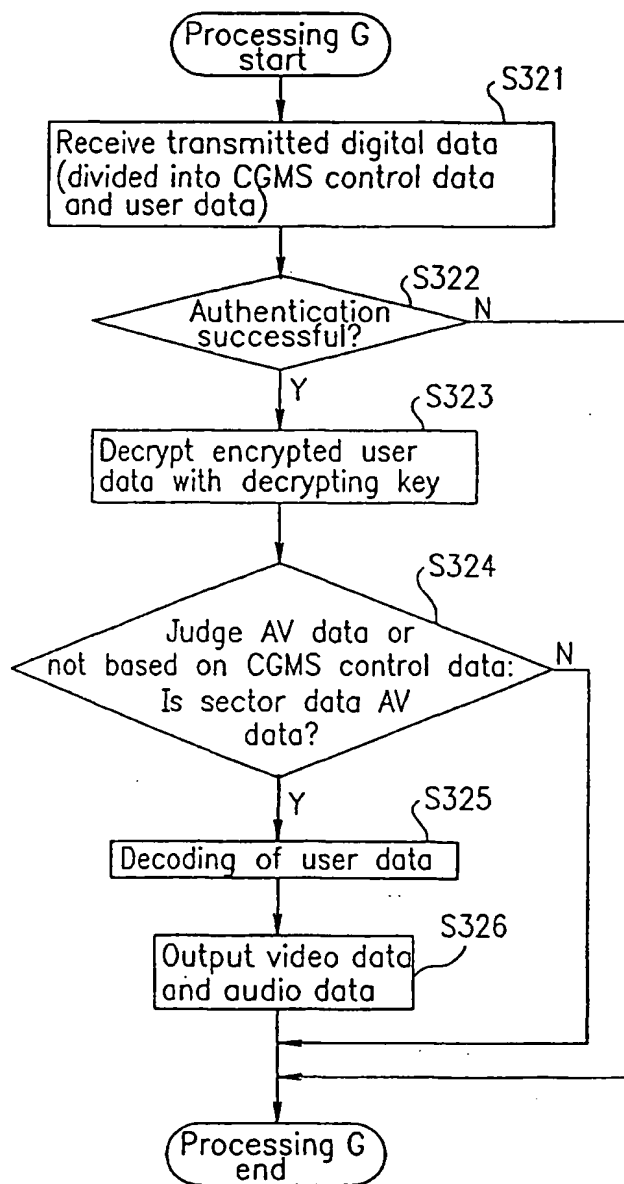 Processing G
start
S321
Receive transmitted digital data
(divided into CGMS control data
and user data)
S322
Authentication
successful?
N
Y
S323
Decrypt encrypted user
data with decrypting key
S324
Judge AV data or
not based on CGMS control data:
Is sector data AV
data?
N
Y
S325
Decoding of user data
S326
Output video data
and audio data
Processing G
end